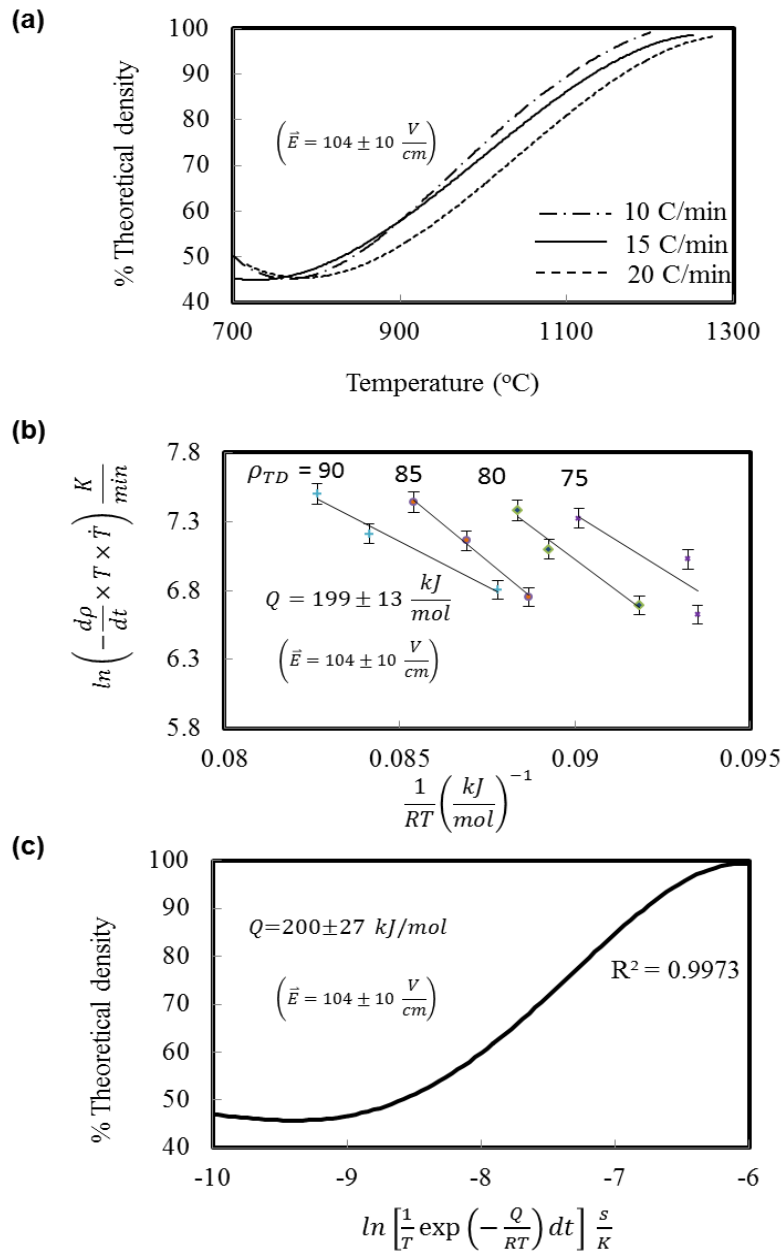 (a)
100
90
80
70
60
50
40
% Theoretical density
(E⃗ = 104 ± 10 V/cm)
10 C/min
15 C/min
20 C/min
700 900 1100 1300
Temperature (°C)
(b)
7.8
7.3
6.8
6.3
5.8
ln(−dρ/dt × T × Ṫ) K/min
ρ_TD = 90 85 80 75
Q = 199 ± 13 kJ/mol
(E⃗ = 104 ± 10 V/cm)
0.08 0.085 0.09 0.095
1/RT (kJ/mol)^−1
(c)
100
90
80
70
60
50
40
% Theoretical density
Q=200±27 kJ/mol
(E⃗ = 104 ± 10 V/cm)
R² = 0.9973
-10 -9 -8 -7 -6
ln [1/T exp (−Q/RT) dt] s/K